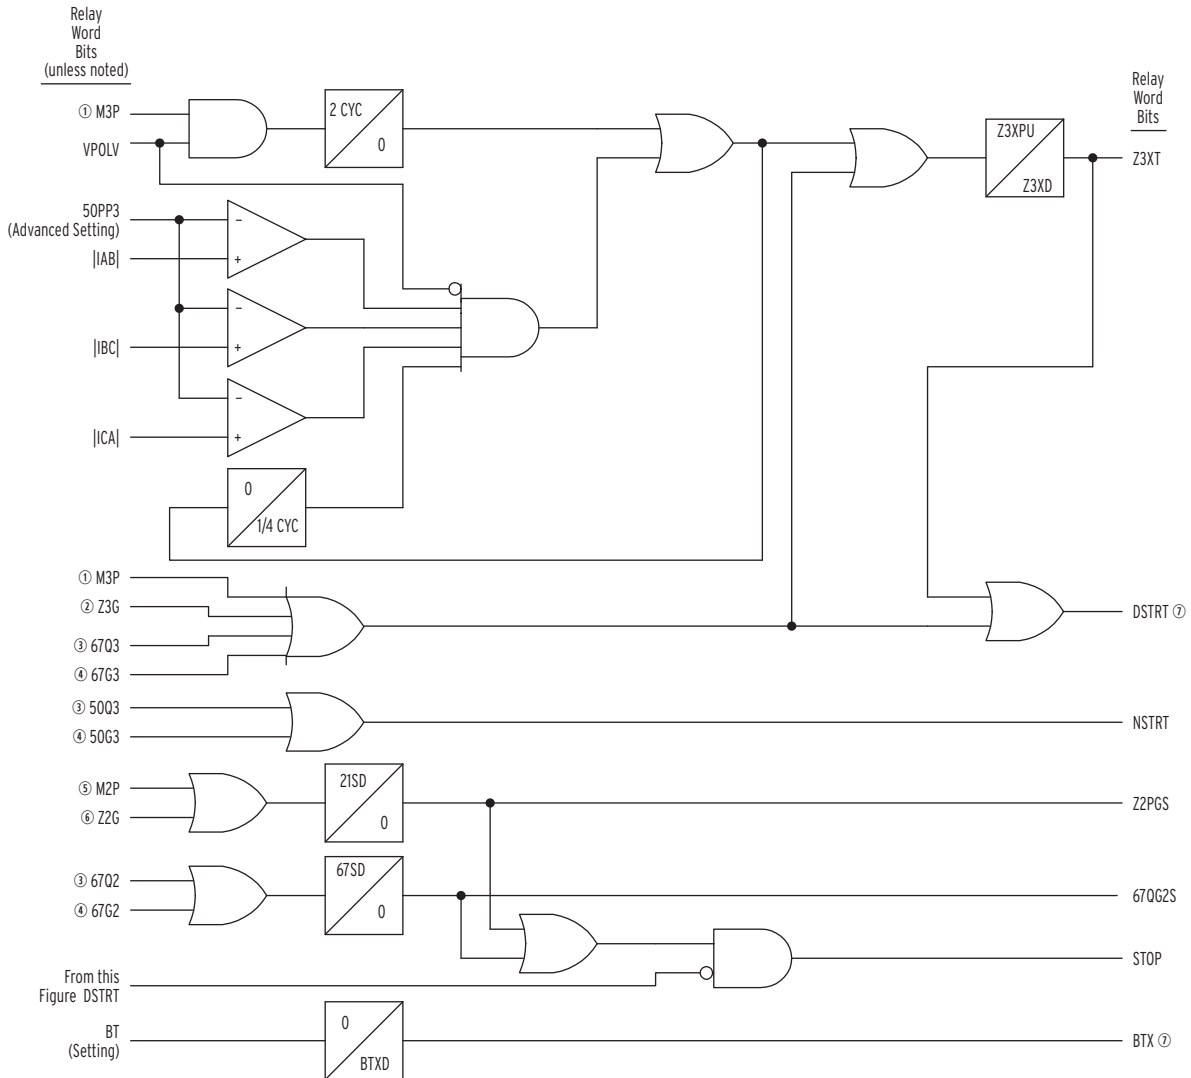 Relay
Word
Bits
(unless noted)
Relay
Word
Bits
① M3P
VPOLV
2 CYC
0
Z3XPU
Z3XD
Z3XT
50PP3
(Advanced Setting)
|IAB|
−
+
|IBC|
−
+
|ICA|
−
+
0
1/4 CYC
① M3P
② Z3G
③ 67Q3
④ 67G3
DSTRT ⑦
③ 50Q3
④ 50G3
NSTRT
⑤ M2P
⑥ Z2G
21SD
0
Z2PGS
③ 67Q2
④ 67G2
67SD
0
67QG2S
STOP
From this
Figure DSTRT
BT
(Setting)
0
BTXD
BTX ⑦